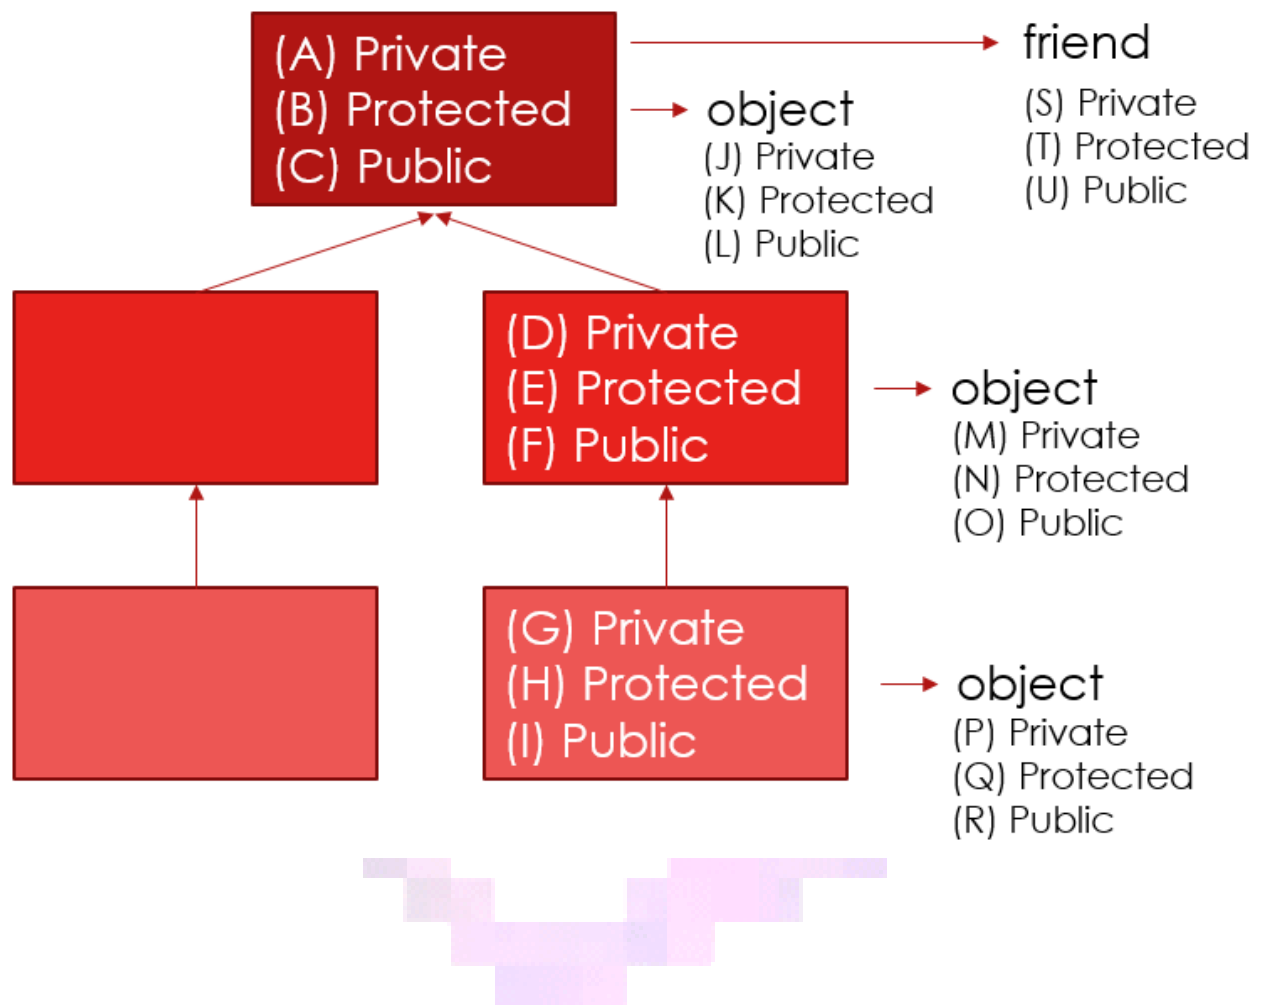 (A) Private
(B) Protected
(C) Public
friend
(S) Private
(T) Protected
(U) Public
object
(J) Private
(K) Protected
(L) Public
(D) Private
(E) Protected
(F) Public
object
(M) Private
(N) Protected
(O) Public
(G) Private
(H) Protected
(I) Public
object
(P) Private
(Q) Protected
(R) Public